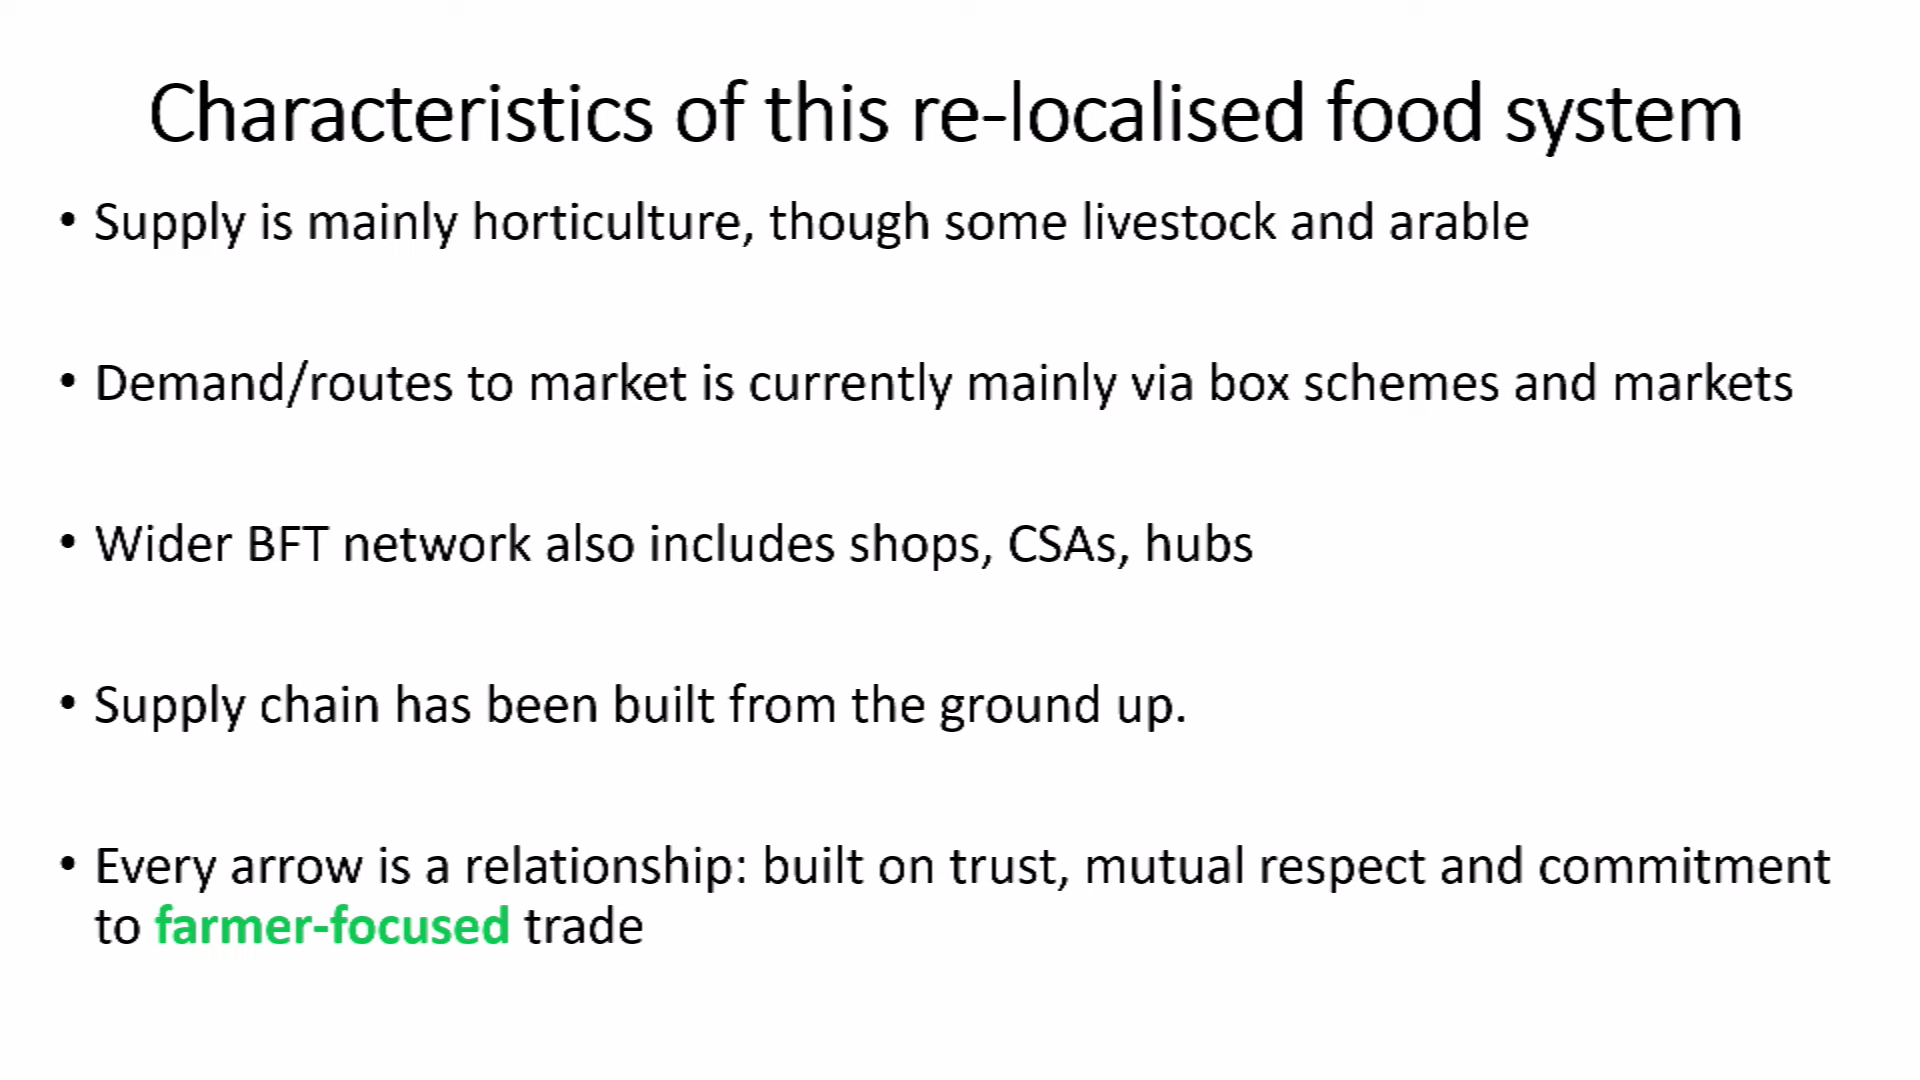 Characteristics of this re-localised food system
• Supply is mainly horticulture, though some livestock and arable
• Demand/routes to market is currently mainly via box schemes and markets
• Wider BFT network also includes shops, CSAs, hubs
• Supply chain has been built from the ground up.
• Every arrow is a relationship: built on trust, mutual respect and commitment
to farmer-focused trade